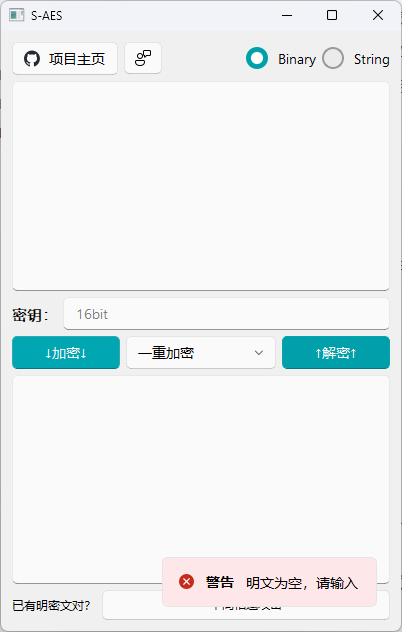 S-AES
项目主页
Binary
String
密钥：
16bit
↓加密↓
一重加密
↑解密↑
警告 明文为空，请输入
已有明密文对？